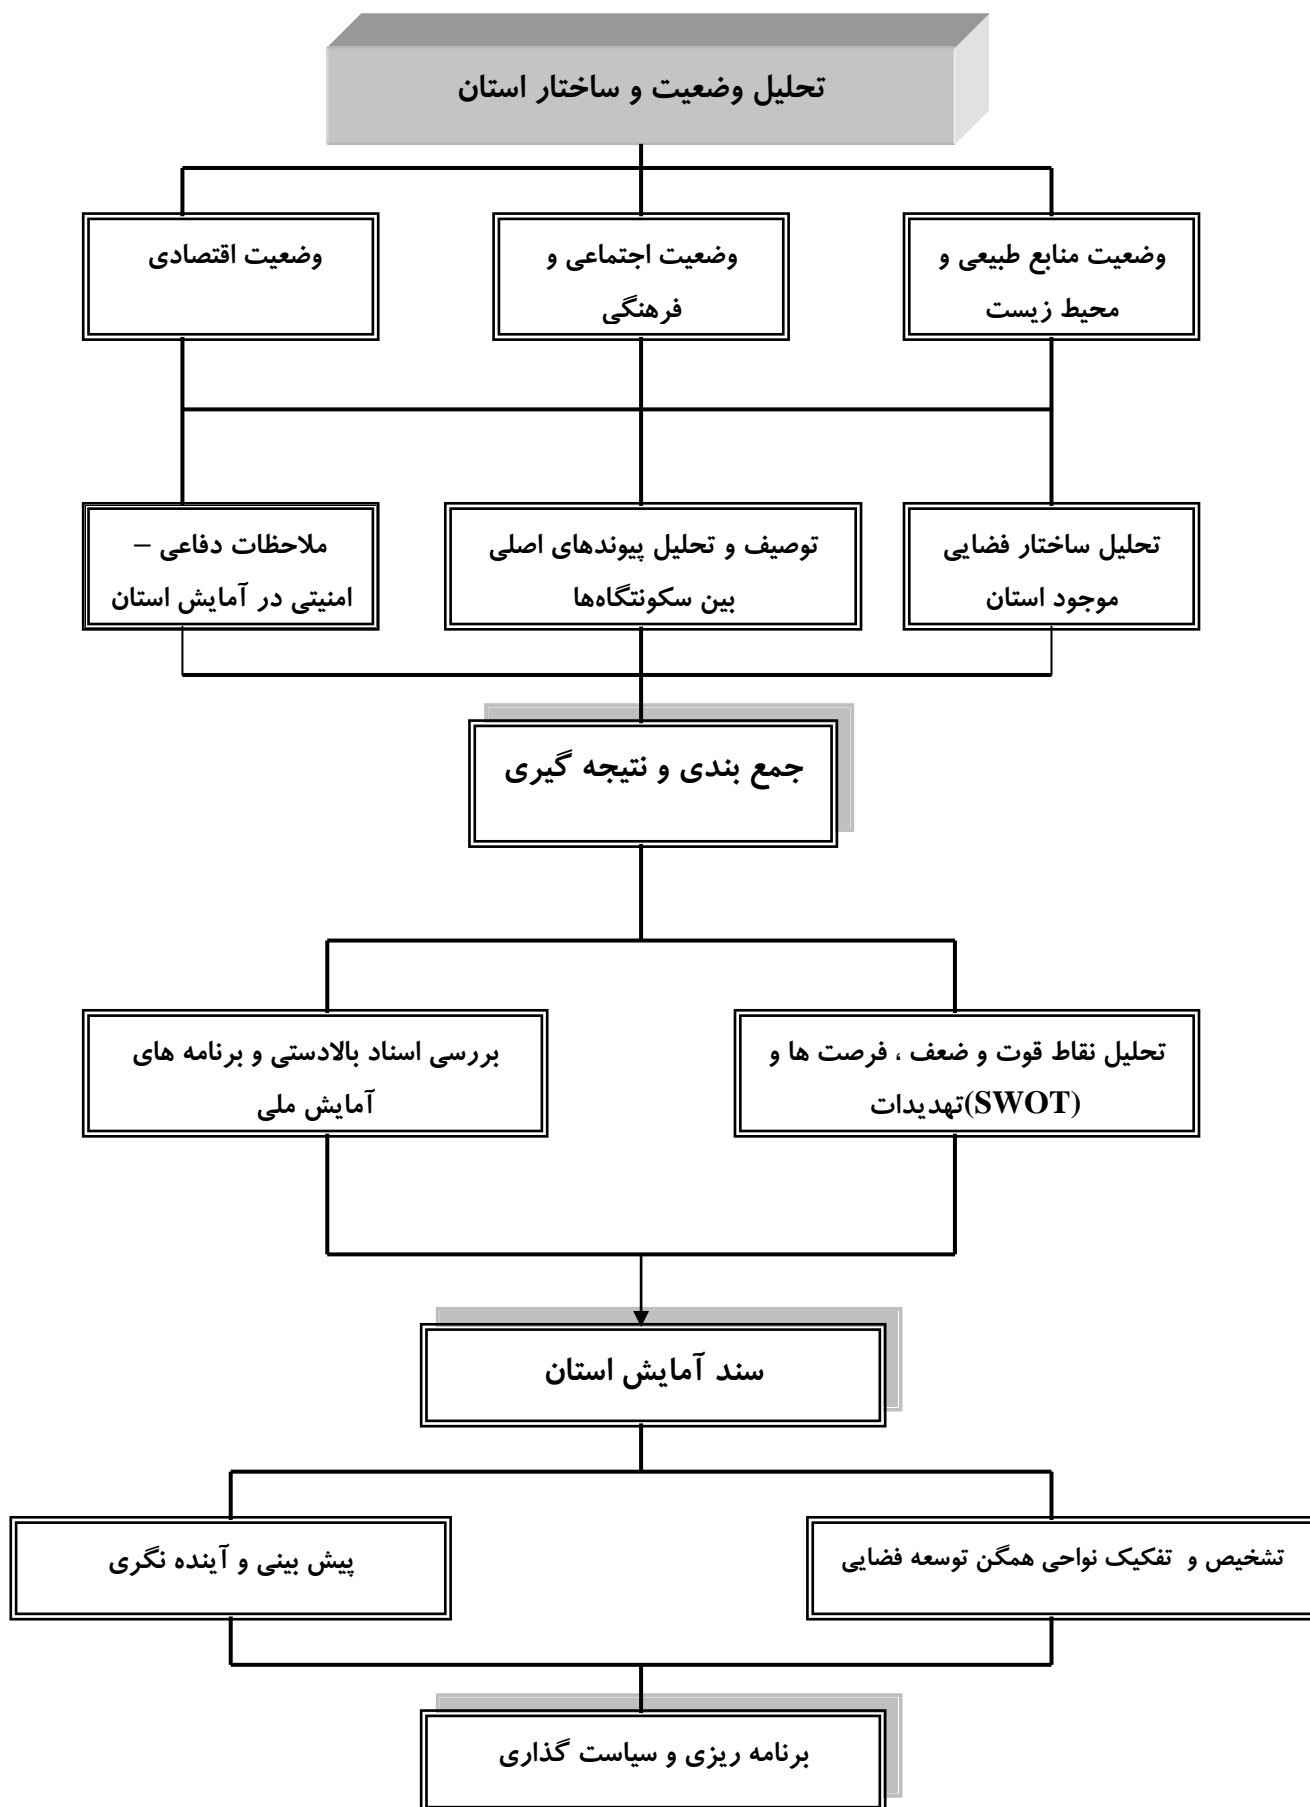 تحلیل وضعیت و ساختار استان
وضعیت منابع طبیعی و
محیط زیست
وضعیت اجتماعی و
فرهنگی
وضعیت اقتصادی
تحلیل ساختار فضایی
موجود استان
توصیف و تحلیل پیوندهای اصلی
بین سکونتگاه‌ها
ملاحظات دفاعی –
امنیتی در آمایش استان
جمع بندی و نتیجه گیری
تحلیل نقاط قوت و ضعف ، فرصت ها و
تهدیدات(SWOT)
بررسی اسناد بالادستی و برنامه های
آمایش ملی
سند آمایش استان
تشخیص و تفکیک نواحی همگن توسعه فضایی
پیش بینی و آینده نگری
برنامه ریزی و سیاست گذاری